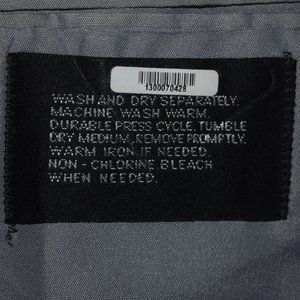 1300070428
WASH AND DRY SEPARATELY.
MACHINE WASH WARM.
DURABLE PRESS CYCLE. TUMBLE
DRY MEDIUM, REMOVE PROMPTLY.
WARM IRON IF NEEDED.
NON - CHLORINE BLEACH
WHEN NEEDED.